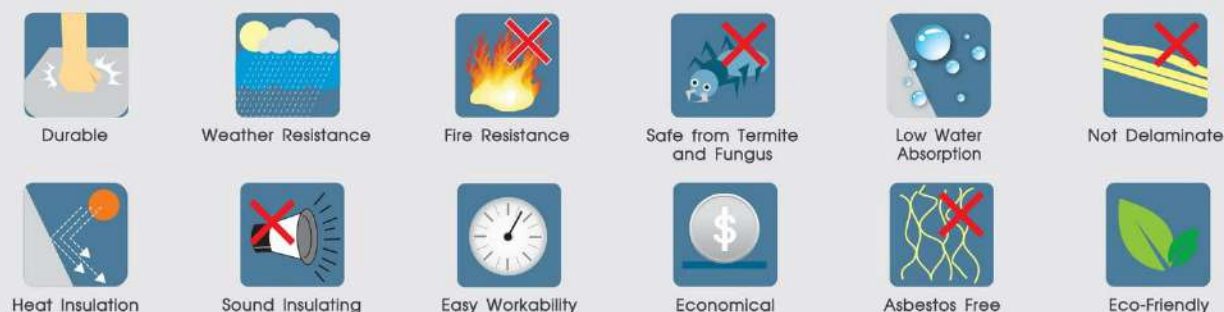 Durable
Weather Resistance
Fire Resistance
Safe from Termite
and Fungus
Low Water
Absorption
Not Delaminate
Heat Insulation
Sound Insulating
Easy Workability
$
Economical
Asbestos Free
Eco-Friendly